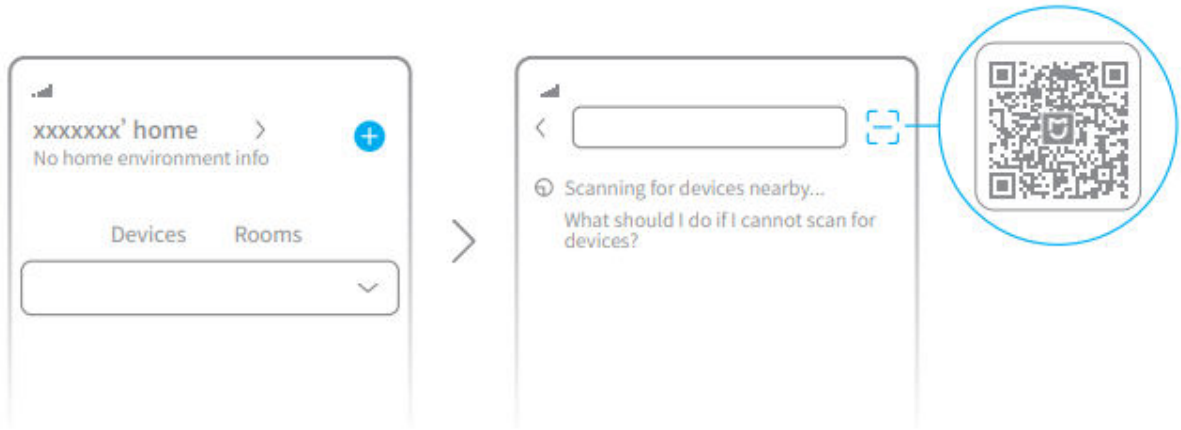 xxxxxxx’ home
No home environment info
Devices Rooms
Scanning for devices nearby...
What should I do if I cannot scan for
devices?